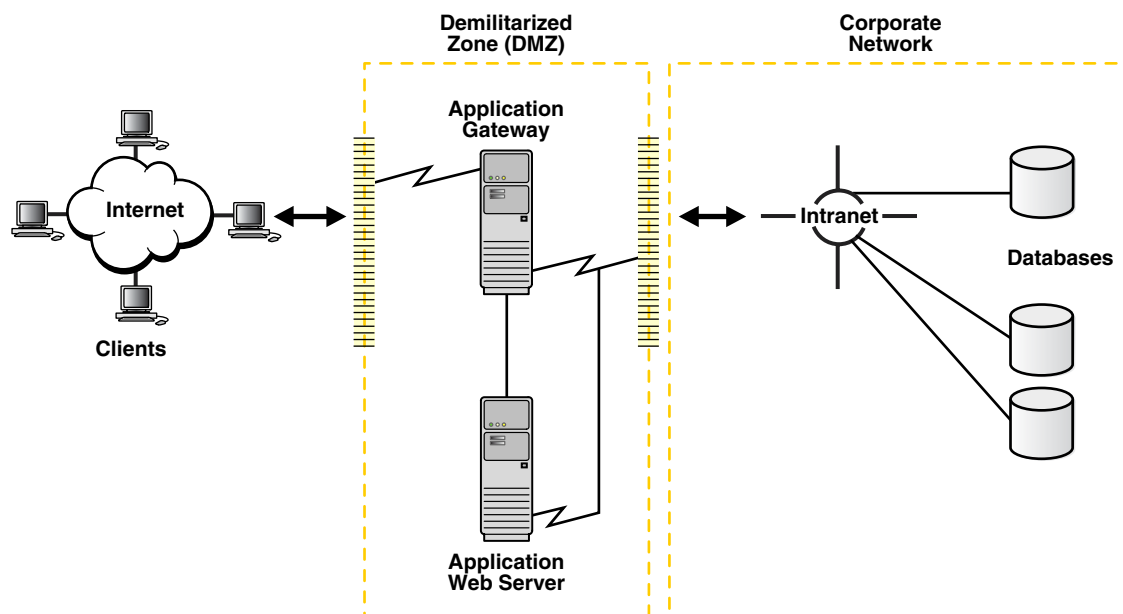 Demilitarized
Zone (DMZ)
Corporate
Network
Application
Gateway
Internet
Intranet
Databases
Clients
Application
Web Server